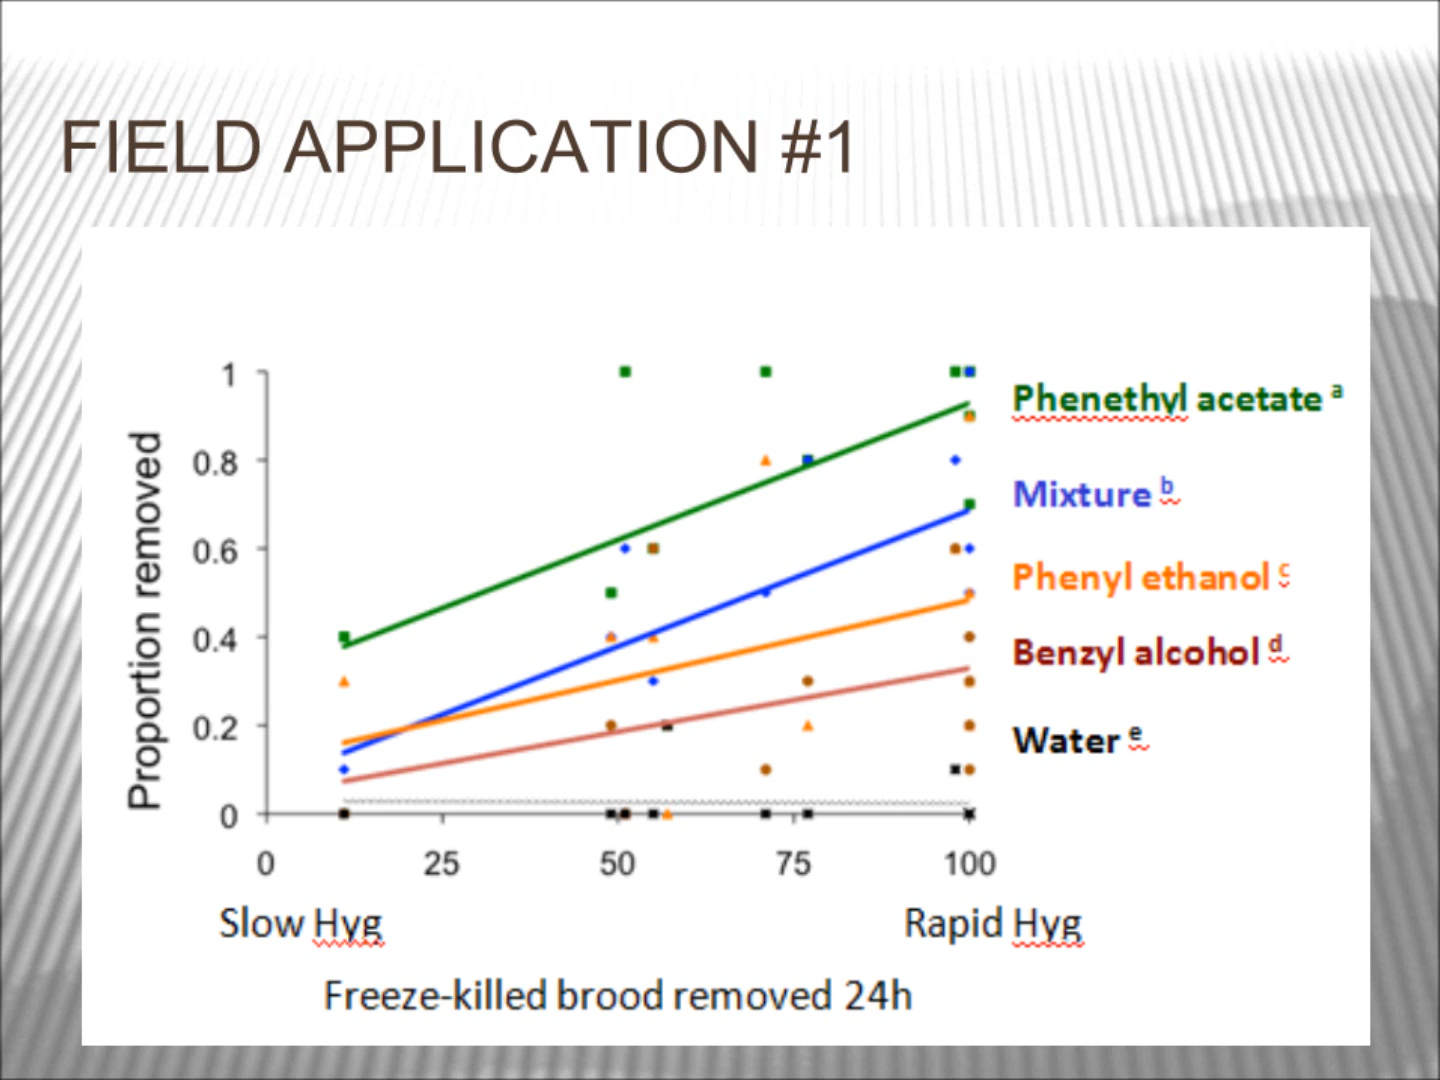 FIELD APPLICATION #1
Proportion removed
1
0.8
0.6
0.4
0.2
0
0 25 50 75 100
Phenethyl acetate a
Mixture b
Phenyl ethanol c
Benzyl alcohol d
Water e
Slow Hyg Rapid Hyg
Freeze-killed brood removed 24h